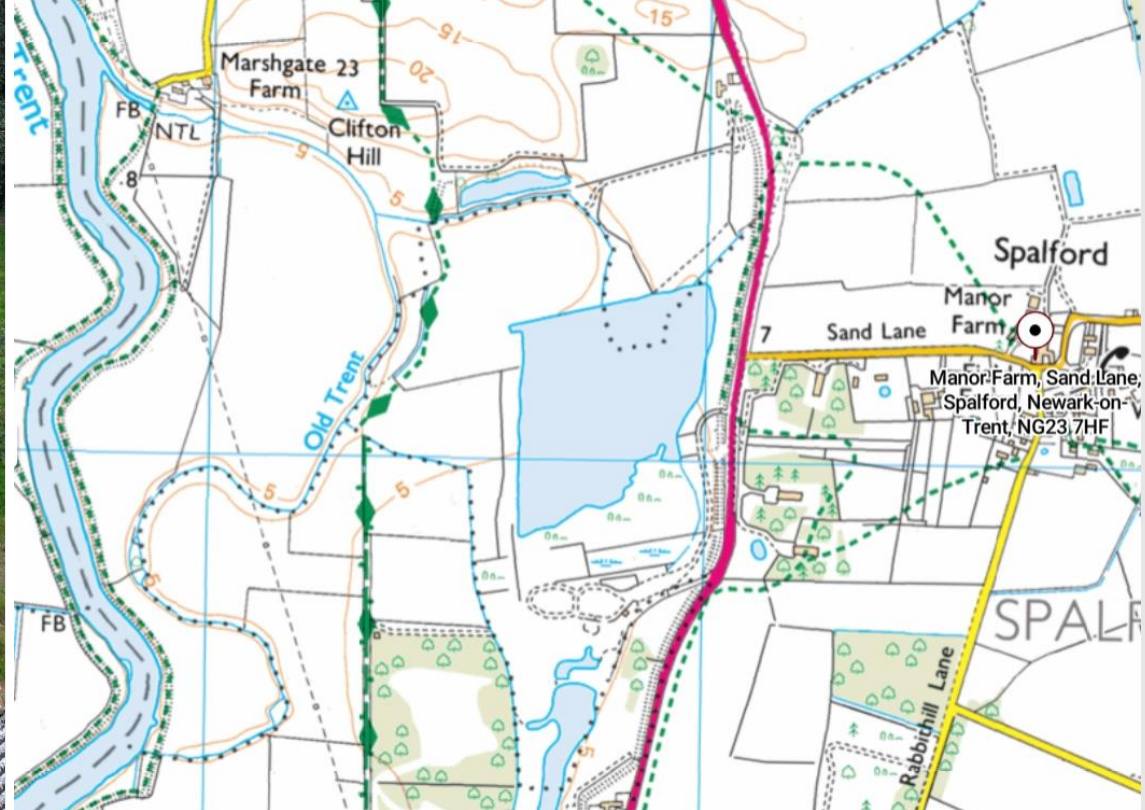 15
15
20
Marshgate 23
Farm
Trent
FB
NTL
Clifton
Hill
5
5
8
Spalford
Manor
Farm
7
Sand Lane
Manor Farm, Sand Lane,
Spalford, Newark-on-
Trent, NG23 7HF
Old Trent
5
5
5
FB
SPALF
Rabbithill Lane
5